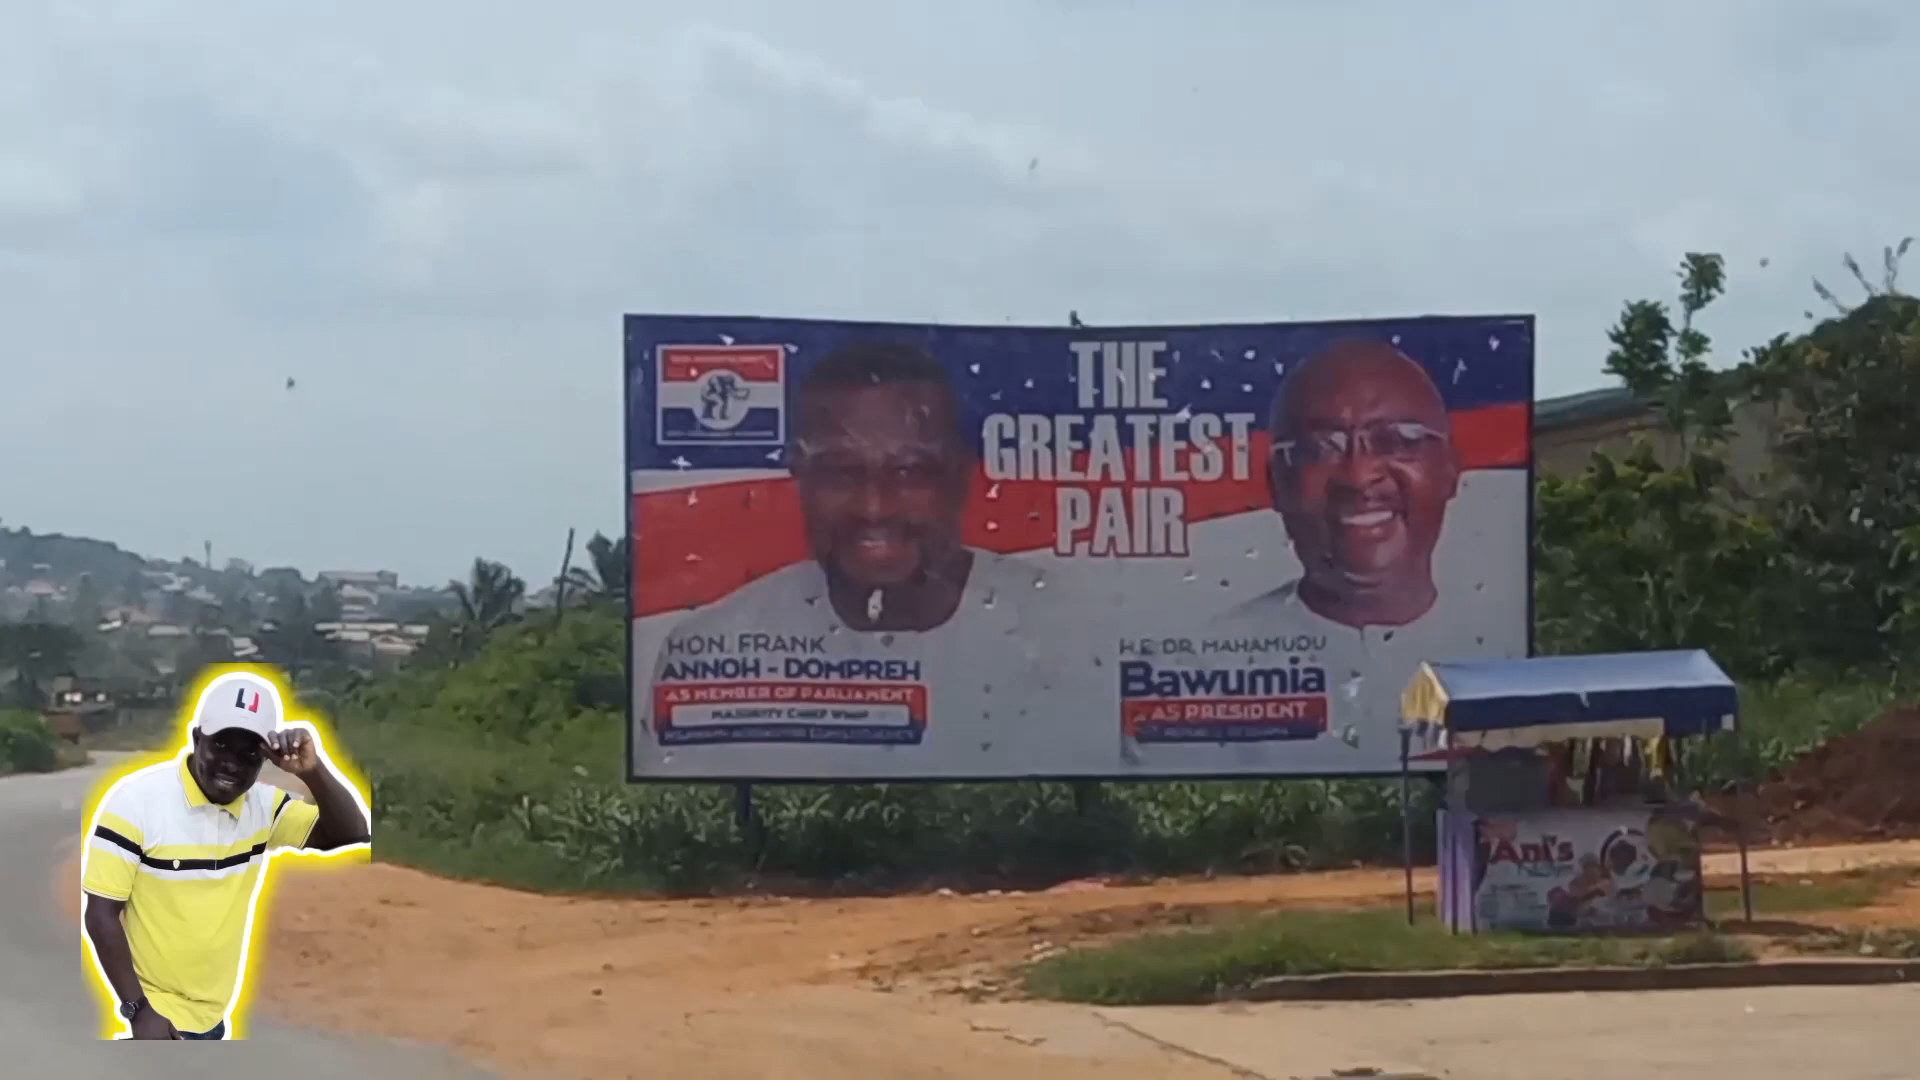 THE
GREATEST
PAIR
HON. FRANK
ANNOH - DOMPREH
AS MEMBER OF PARLIAMENT
MAJORITY CHIEF WHIP
H.E. DR. MAHAMUDU
Bawumia
AS PRESIDENT
Ani's